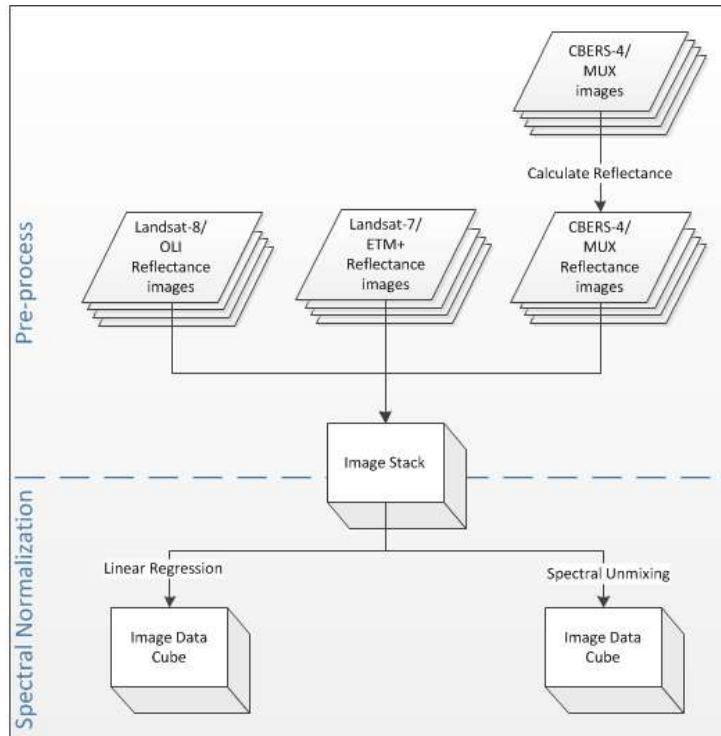 CBERS-4/
MUX
images
Calculate Reflectance
Landsat-8/
OLI
Reflectance
images
Landsat-7/
ETM+
Reflectance
images
CBERS-4/
MUX
Reflectance
images
Pre-process
Image Stack
Spectral Normalization
Linear Regression
Spectral Unmixing
Image Data
Cube
Image Data
Cube